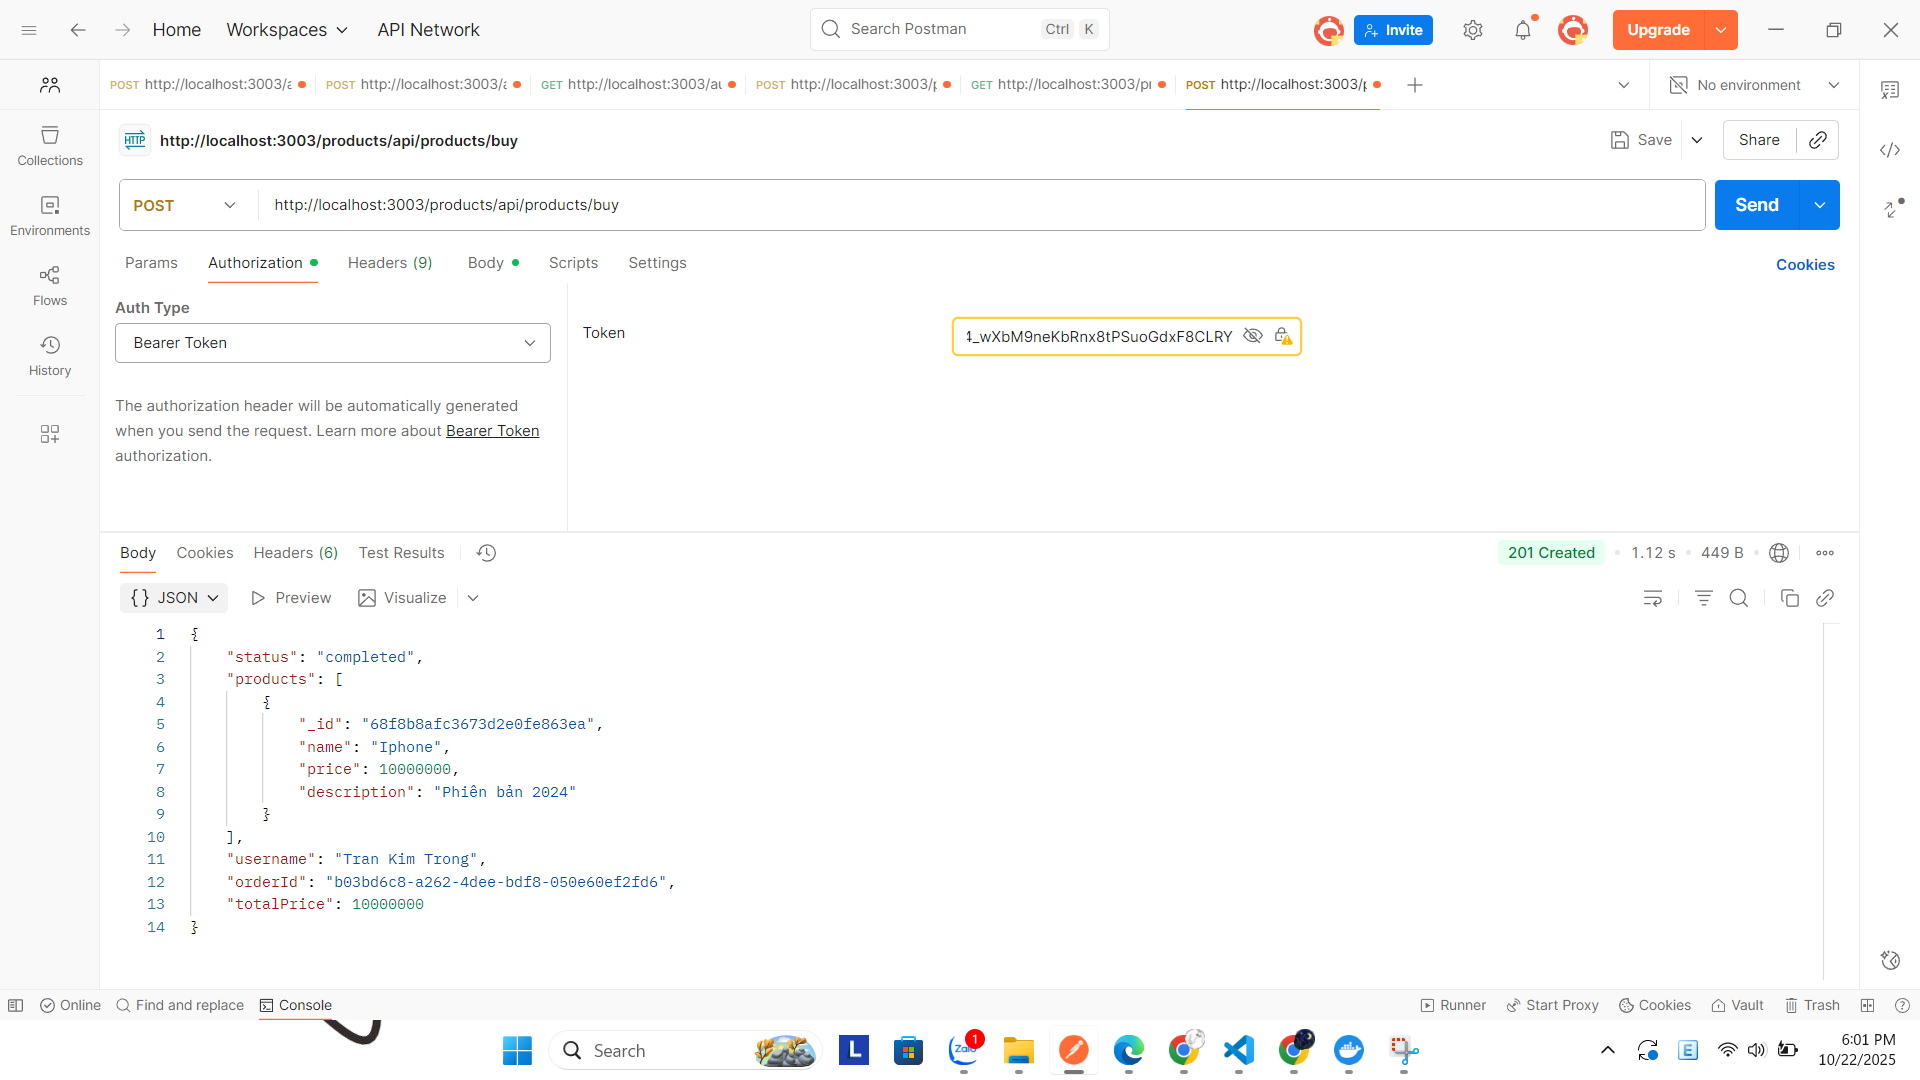 Home Workspaces API Network Search Postman Ctrl K Invite Upgrade
POST http://localhost:3003/a POST http://localhost:3003/a GET http://localhost:3003/au POST http://localhost:3003/p GET http://localhost:3003/pr POST http://localhost:3003/p No environment
HTTP http://localhost:3003/products/api/products/buy Save Share
Collections
Environments
Flows
History
POST http://localhost:3003/products/api/products/buy Send
Params Authorization Headers (9) Body Scripts Settings Cookies
Auth Type
Bearer Token
The authorization header will be automatically generated
when you send the request. Learn more about Bearer Token
authorization.
Token _wXbM9neKbRnx8tPSuoGdxF8CLRY
Body Cookies Headers (6) Test Results 201 Created 1.12 s 449 B
{} JSON Preview Visualize
1 {
2 "status": "completed",
3 "products": [
4 {
5 "_id": "68f8b8afc3673d2e0fe863ea",
6 "name": "Iphone",
7 "price": 10000000,
8 "description": "Phiên bản 2024"
9 }
10 ],
11 "username": "Tran Kim Trong",
12 "orderId": "b03bd6c8-a262-4dee-bdf8-050e60ef2fd6",
13 "totalPrice": 10000000
14 }
Online Find and replace Console Runner Start Proxy Cookies Vault Trash
Search L Zalo 1 E 6:01 PM
10/22/2025